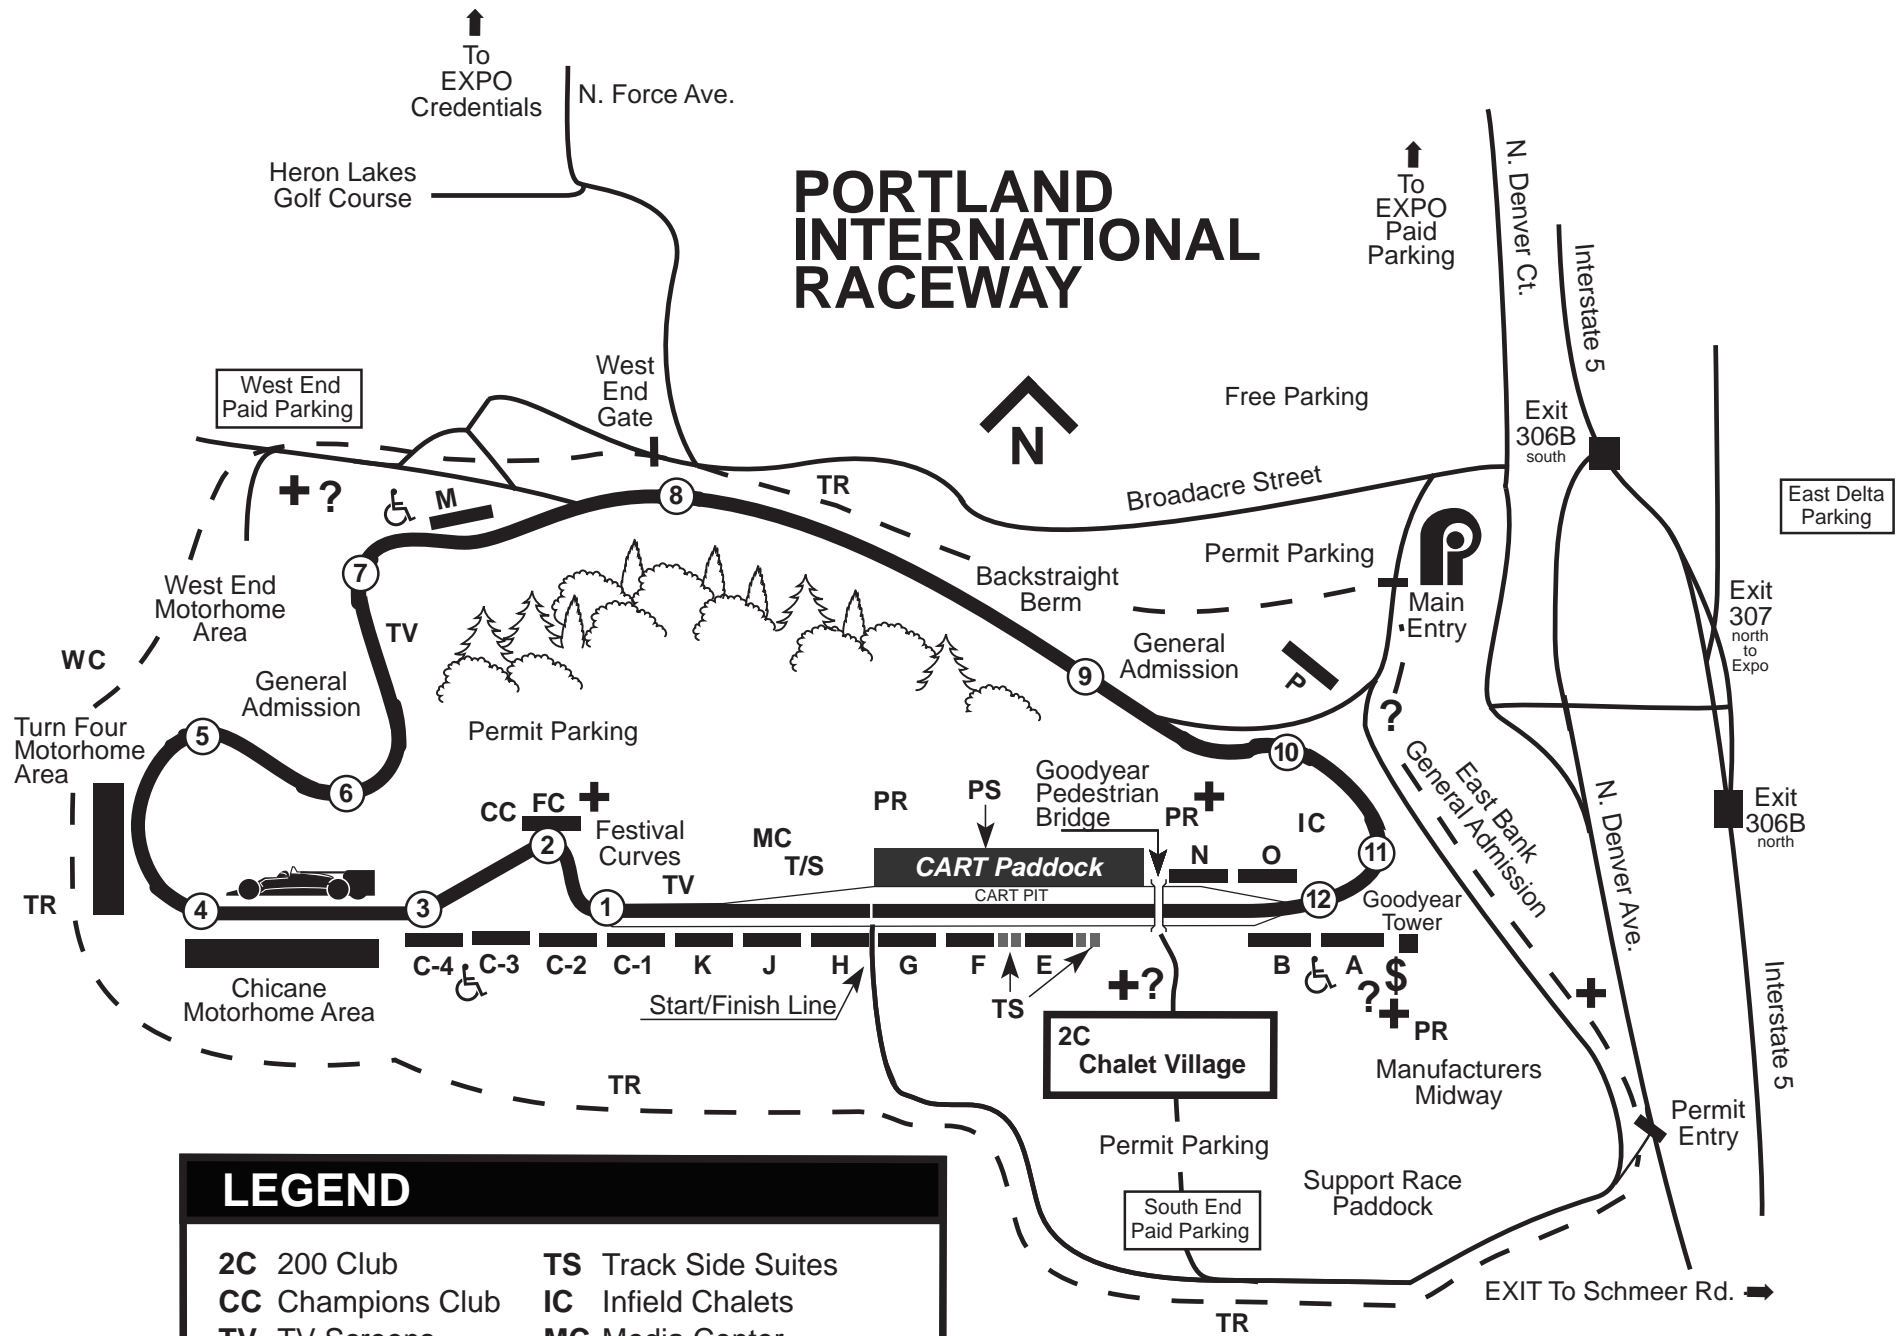 To
EXPO
Credentials
N. Force Ave.
Heron Lakes
Golf Course
PORTLAND
INTERNATIONAL
RACEWAY
To
EXPO
Paid
Parking
N. Denver Ct.
Interstate 5
West End
Paid Parking
West
End
Gate
N
Free Parking
Exit
306B
south
East Delta
Parking
Broadacre Street
TR
8
+ ?
M
7
West End
Motorhome
Area
TV
WC
Permit Parking
Backstraight
Berm
Main
Entry
Exit
307
north
to
Expo
General
Admission
P
9
?
General
Admission
Permit Parking
Turn Four
Motorhome
Area
5
6
10
East Bank
General Admission
N. Denver Ave.
Exit
306B
north
CC
FC
+
2
Festival
Curves
TV
MC
T/S
PR
PS
Goodyear
Pedestrian
Bridge
PR
+
IC
11
CART Paddock
CART PIT
N
O
12
Goodyear
Tower
TR
4
3
1
C-4
C-3
C-2
C-1
K
J
H
G
F
E
B
A
$
TS
+?
?
+
PR
+
Chicane
Motorhome Area
Start/Finish Line
2C
Chalet Village
Manufacturers
Midway
Interstate 5
TR
Permit
Entry
Permit Parking
South End
Paid Parking
Support Race
Paddock
EXIT To Schmeer Rd.
TR
LEGEND
2C 200 Club
CC Champions Club
TV TV Screens
TS Track Side Suites
IC Infield Chalets
MC Media Center